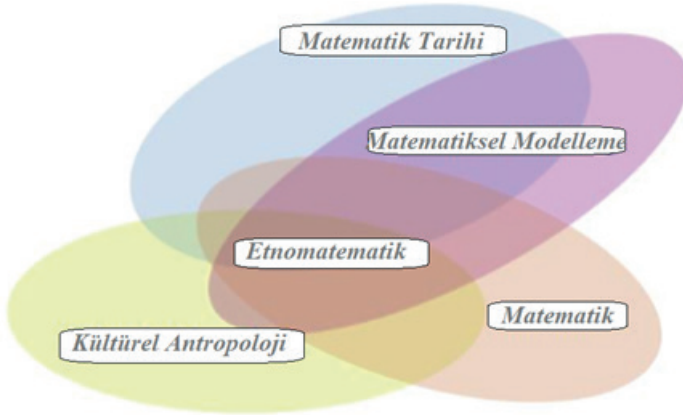 Matematik Tarihi
Matematiksel Modelleme
Etnomatematik
Matematik
Kültürel Antropoloji